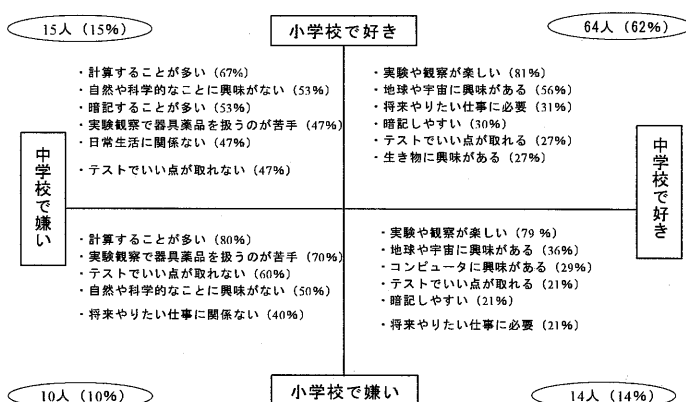 15人 (15%)
小学校で好き
64人 (62%)
・計算することが多い (67%)
・自然や科学的なことに興味がない (53%)
・暗記することが多い (53%)
・実験観察で器具薬品を扱うのが苦手 (47%)
・日常生活に関係ない (47%)
・テストでいい点が取れない (47%)
・実験や観察が楽しい (81%)
・地球や宇宙に興味がある (56%)
・将来やりたい仕事に必要 (31%)
・暗記しやすい (30%)
・テストでいい点が取れる (27%)
・生き物に興味がある (27%)
中学校で嫌い
中学校で好き
・計算することが多い (80%)
・実験観察で器具薬品を扱うのが苦手 (70%)
・テストでいい点が取れない (60%)
・自然や科学的なことに興味がない (50%)
・将来やりたい仕事に関係ない (40%)
・実験や観察が楽しい (79 %)
・地球や宇宙に興味がある (36%)
・コンピュータに興味がある (29%)
・テストでいい点が取れる (21%)
・暗記しやすい (21%)
・将来やりたい仕事に必要 (21%)
10人 (10%)
小学校で嫌い
14人 (14%)